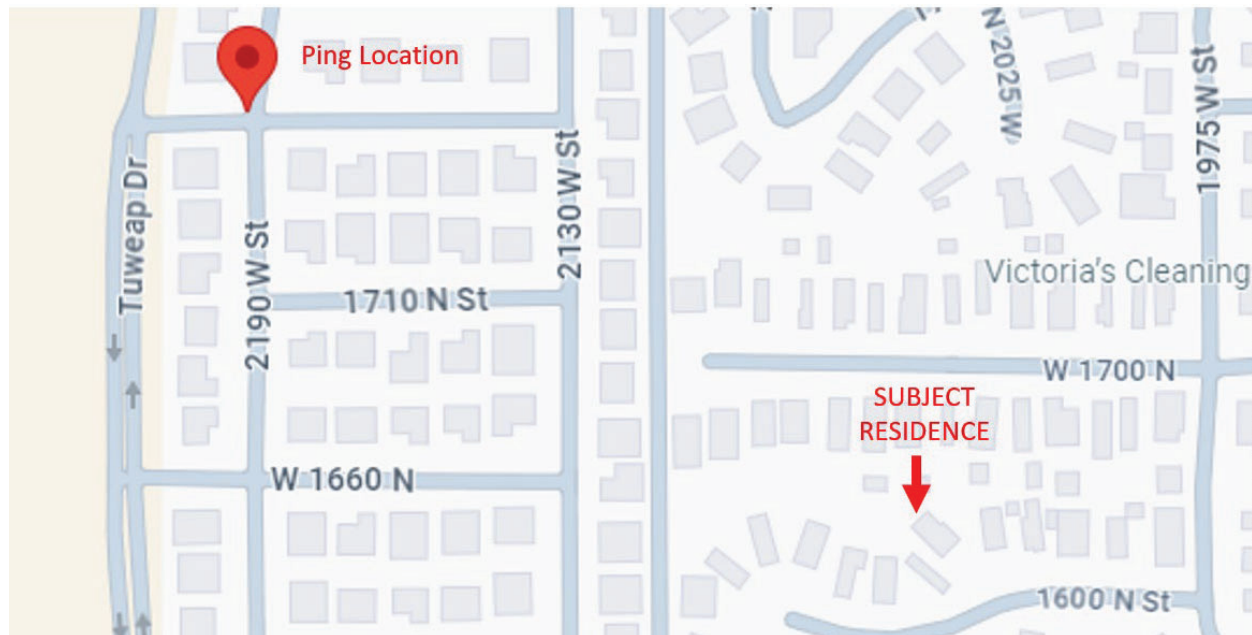 Ping Location
N 2025 W
1975 W St
Tuweap Dr
2190 W St
2130 W St
1710 N St
Victoria's Cleaning
W 1700 N
SUBJECT
RESIDENCE
W 1660 N
1600 N St